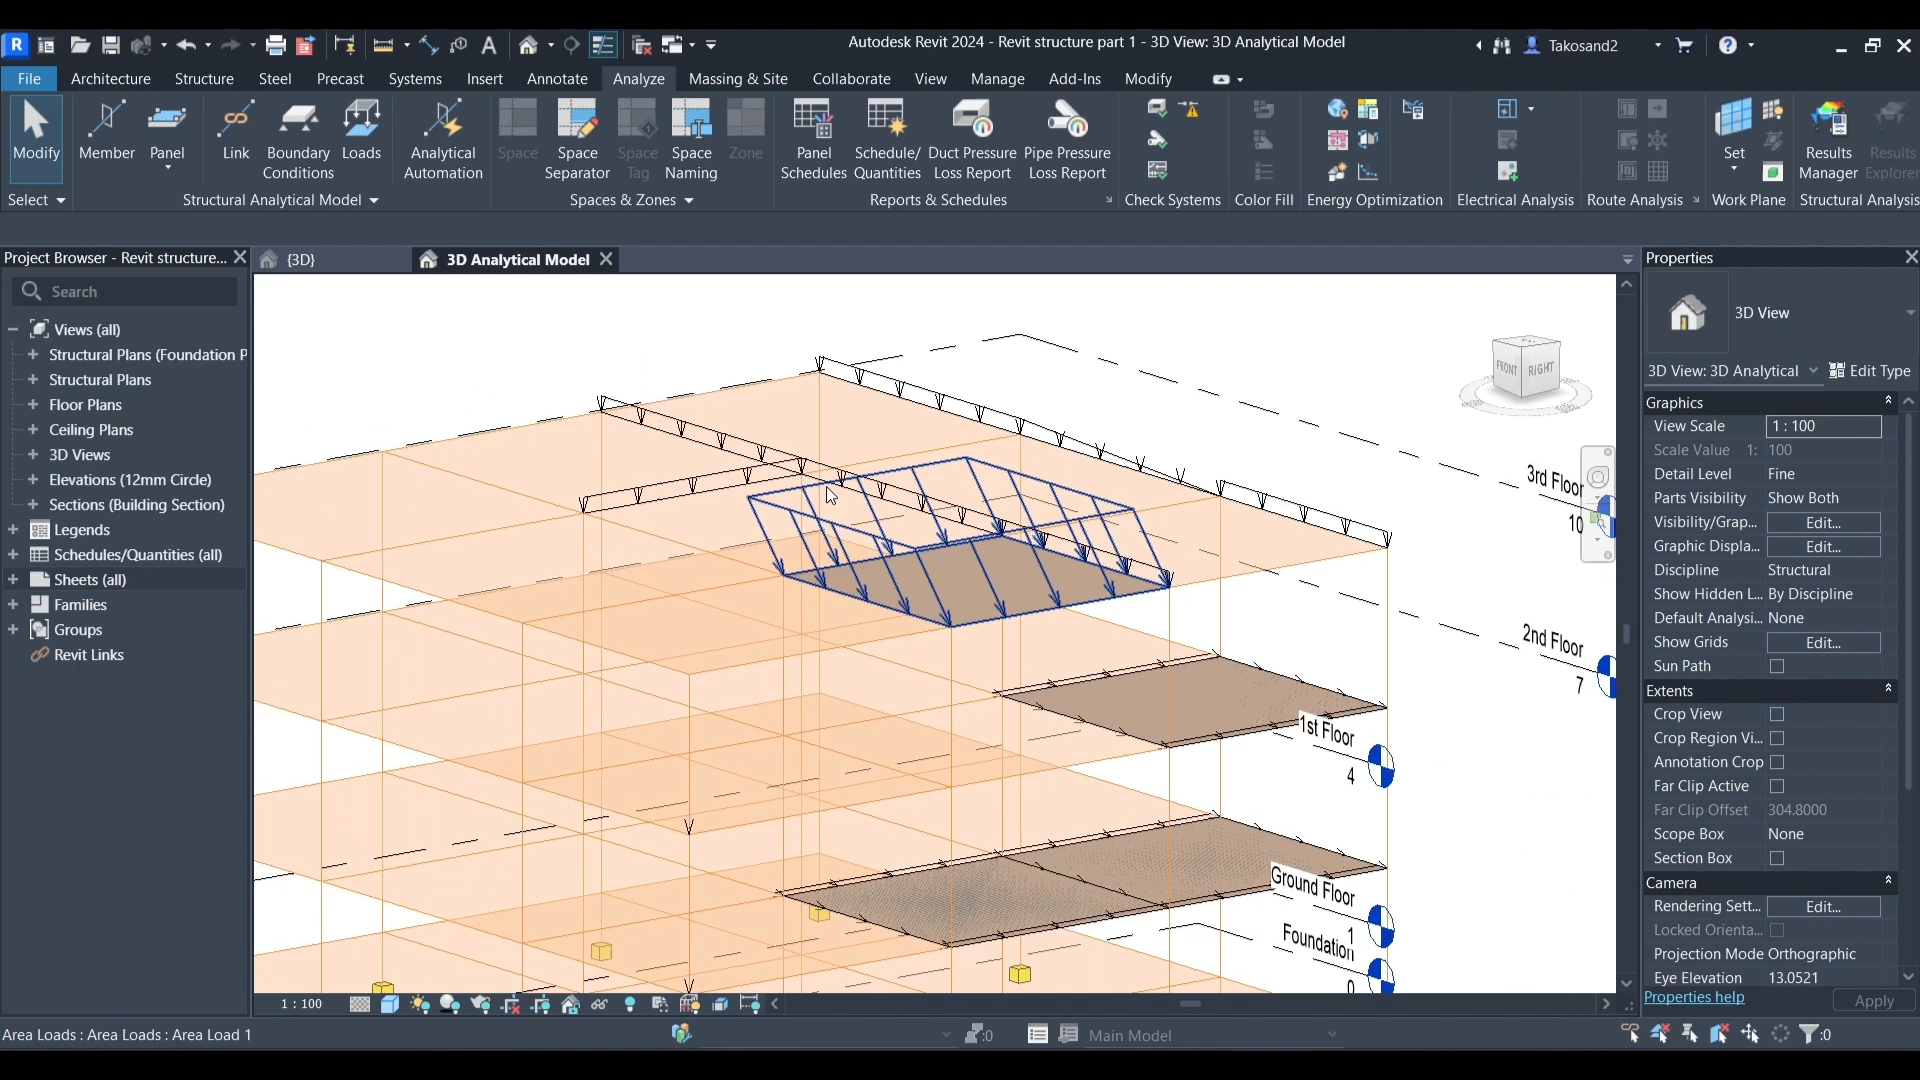 R
A
Autodesk Revit 2024 - Revit structure part 1 - 3D View: 3D Analytical Model
Takosand2
File Architecture Structure Steel Precast Systems Insert Annotate Analyze Massing & Site Collaborate View Manage Add-Ins Modify
Modify Member Panel Link Boundary Conditions Loads Analytical Automation Space Space Separator Space Tag Space Naming Zone Panel Schedules Schedule/ Quantities Duct Pressure Loss Report Pipe Pressure Loss Report Set Results Manager Results Explorer
Select Structural Analytical Model Spaces & Zones Reports & Schedules Check Systems Color Fill Energy Optimization Electrical Analysis Route Analysis Work Plane Structural Analysis
Project Browser - Revit structure...
{3D}
3D Analytical Model
Search
Views (all)
Structural Plans (Foundation P
Structural Plans
Floor Plans
Ceiling Plans
3D Views
Elevations (12mm Circle)
Sections (Building Section)
Legends
Schedules/Quantities (all)
Sheets (all)
Families
Groups
Revit Links
FRONT RIGHT
3rd Floor
10
2nd Floor
7
1st Floor
4
Ground Floor
1
Foundation
0
Properties
3D View
3D View: 3D Analytical Edit Type
Graphics
View Scale 1 : 100
Scale Value 1: 100
Detail Level Fine
Parts Visibility Show Both
Visibility/Grap... Edit...
Graphic Displa... Edit...
Discipline Structural
Show Hidden L... By Discipline
Default Analysi... None
Show Grids Edit...
Sun Path
Extents
Crop View
Crop Region Vi...
Annotation Crop
Far Clip Active
Far Clip Offset 304.8000
Scope Box None
Section Box
Camera
Rendering Sett... Edit...
Locked Orienta...
Projection Mode Orthographic
Eye Elevation 13.0521
Properties help Apply
1 : 100
Area Loads : Area Loads : Area Load 1
:0
Main Model
:0